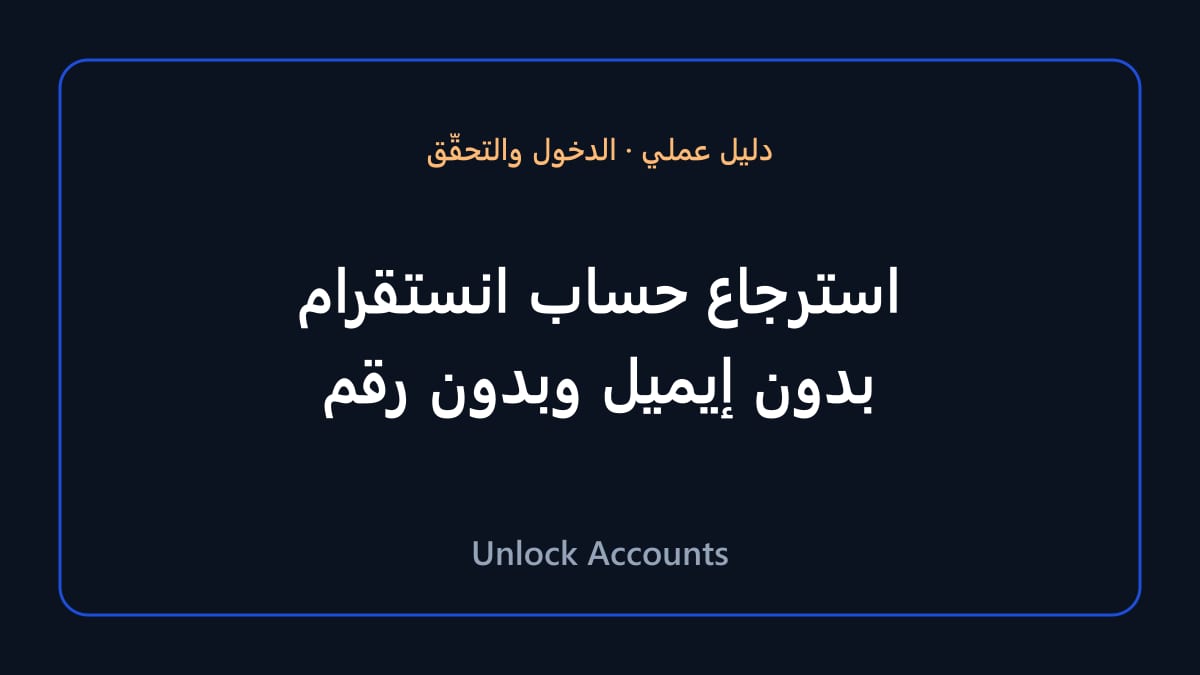 دليل عملي · الدخول والتحقّق
استرجاع حساب انستقرام
بدون إيميل وبدون رقم
Unlock Accounts